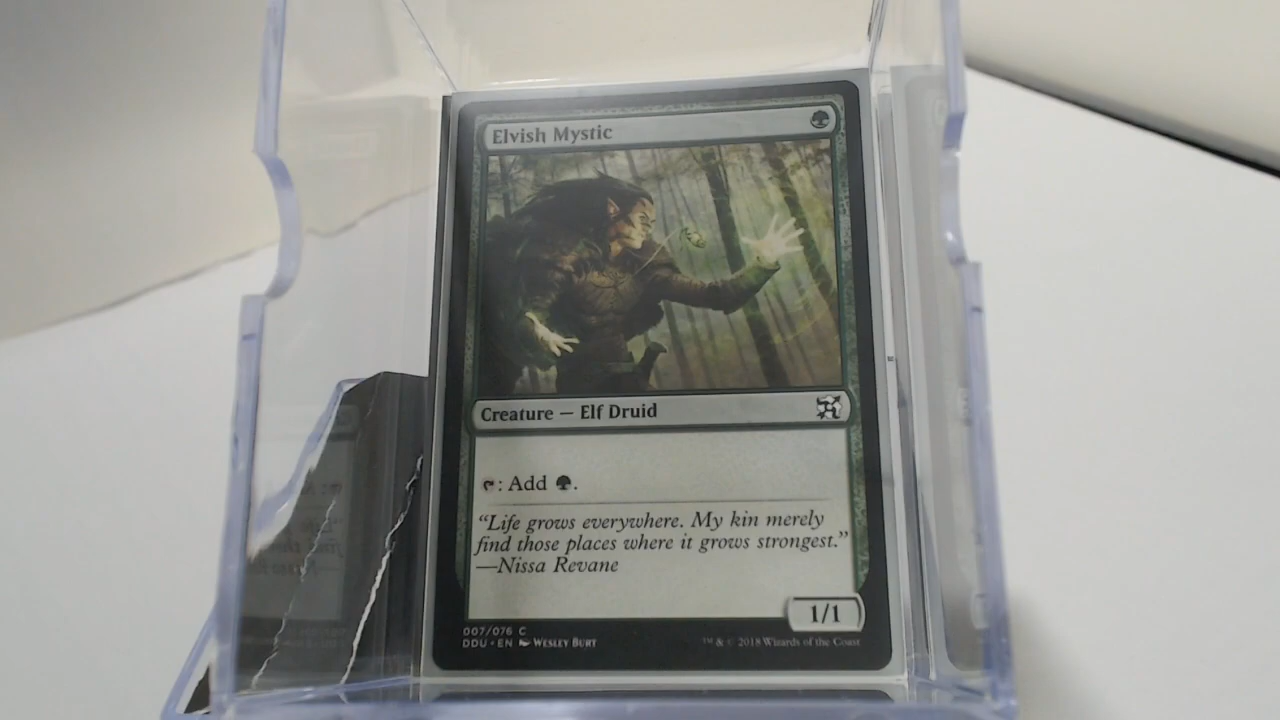 Elvish Mystic
Creature — Elf Druid
: Add .
“Life grows everywhere. My kin merely
find those places where it grows strongest.”
—Nissa Revane
1/1
007/076 C
DDU • EN Wesley Burt
™ & © 2018 Wizards of the Coast